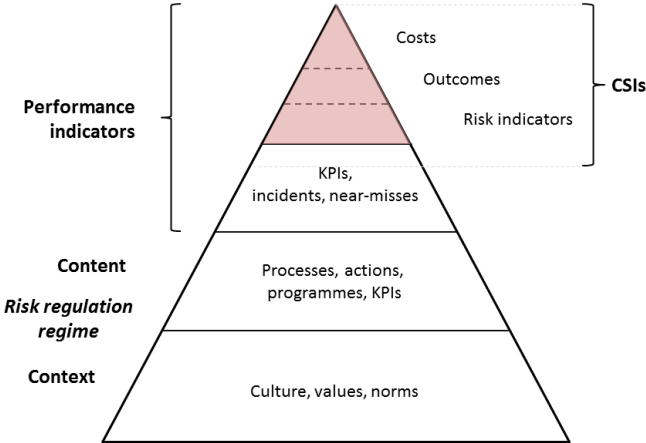 Costs
Outcomes
CSIs
Performance
indicators
Risk indicators
KPIs,
incidents, near-misses
Content
Processes, actions,
programmes, KPIs
Risk regulation
regime
Context
Culture, values, norms